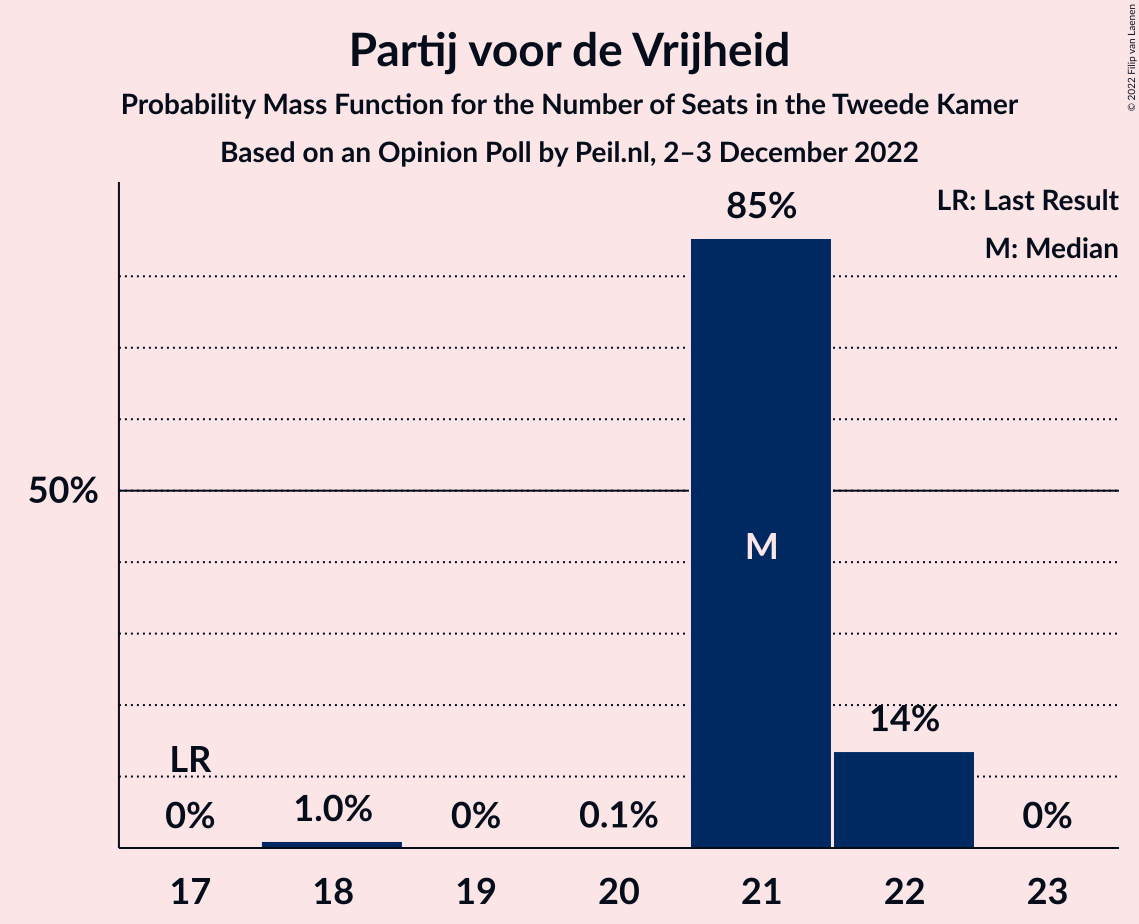 Partij voor de Vrijheid
Probability Mass Function for the Number of Seats in the Tweede Kamer
Based on an Opinion Poll by Peil.nl, 2–3 December 2022
© 2022 Filip van Laenen
LR: Last Result
M: Median
85%
50%
M
14%
LR
0%
1.0%
0%
0.1%
0%
17
18
19
20
21
22
23